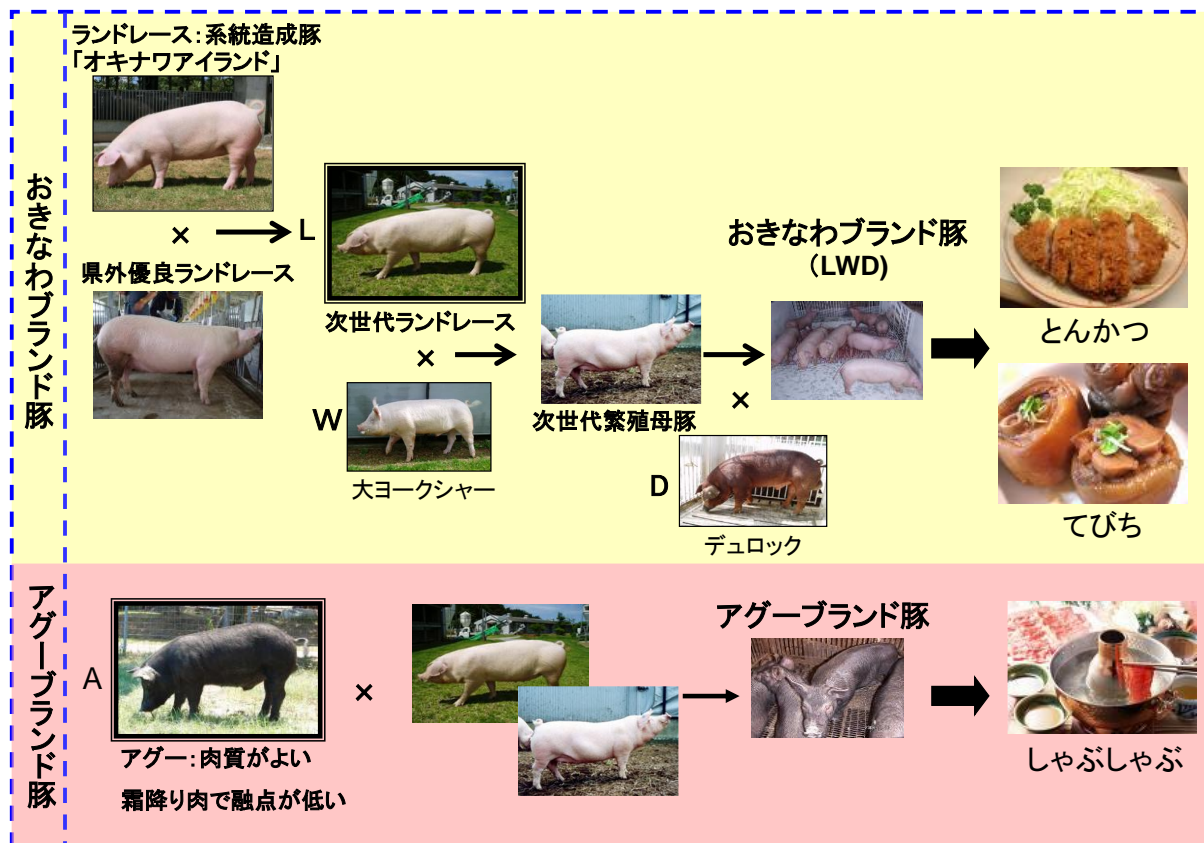 おきなわブランド豚
ランドレース：系統造成豚
「オキナワアイランド」
×
L
県外優良ランドレース
次世代ランドレース
×
W
大ヨークシャー
次世代繁殖母豚
×
D
デュロック
おきなわブランド豚
（LWD)
とんかつ
てびち
アグーブランド豚
A
×
アグー：肉質がよい
霜降り肉で融点が低い
アグーブランド豚
しゃぶしゃぶ